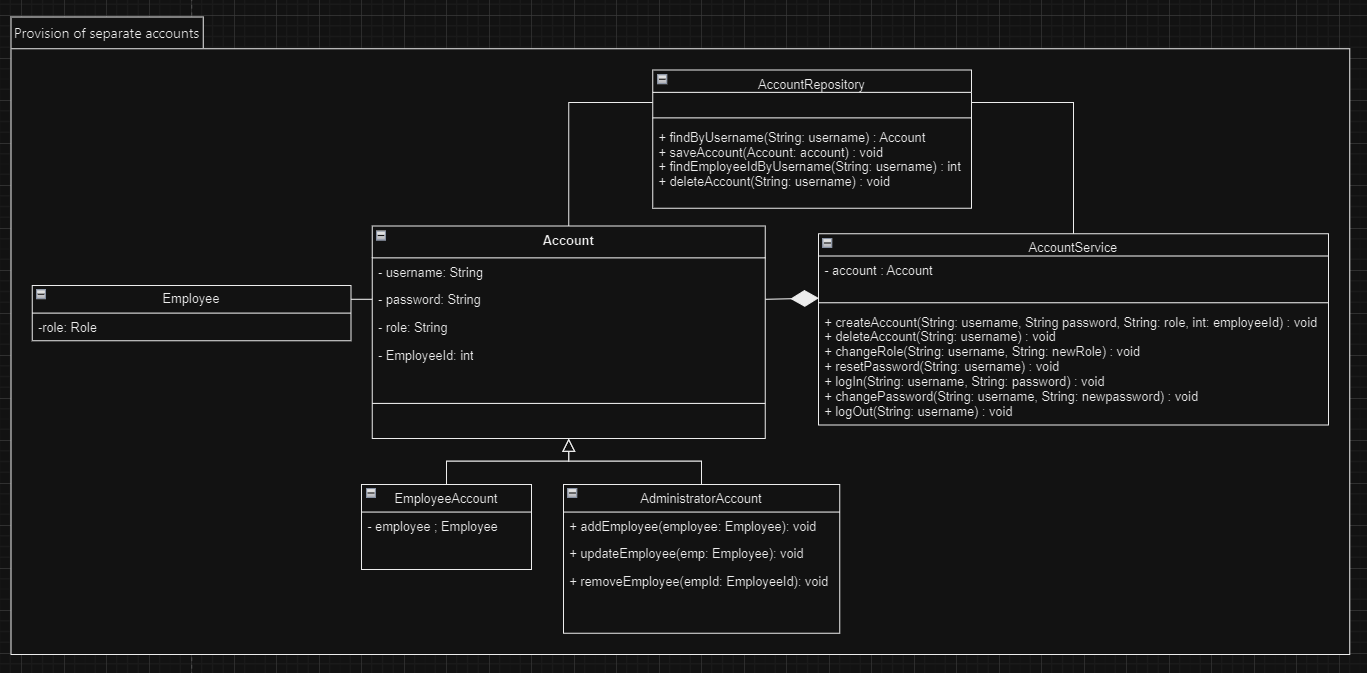 Provision of separate accounts
AccountRepository
+ findByUsername(String: username) : Account
+ saveAccount(Account: account) : void
+ findEmployeeIdByUsername(String: username) : int
+ deleteAccount(String: username) : void
Account
- username: String
- password: String
- role: String
- EmployeeId: int
AccountService
- account : Account
+ createAccount(String: username, String password, String: role, int: employeeId) : void
+ deleteAccount(String: username) : void
+ changeRole(String: username, String: newRole) : void
+ resetPassword(String: username) : void
+ logIn(String: username, String: password) : void
+ changePassword(String: username, String: newpassword) : void
+ logOut(String: username) : void
Employee
-role: Role
EmployeeAccount
- employee ; Employee
AdministratorAccount
+ addEmployee(employee: Employee): void
+ updateEmployee(emp: Employee): void
+ removeEmployee(empId: EmployeeId): void